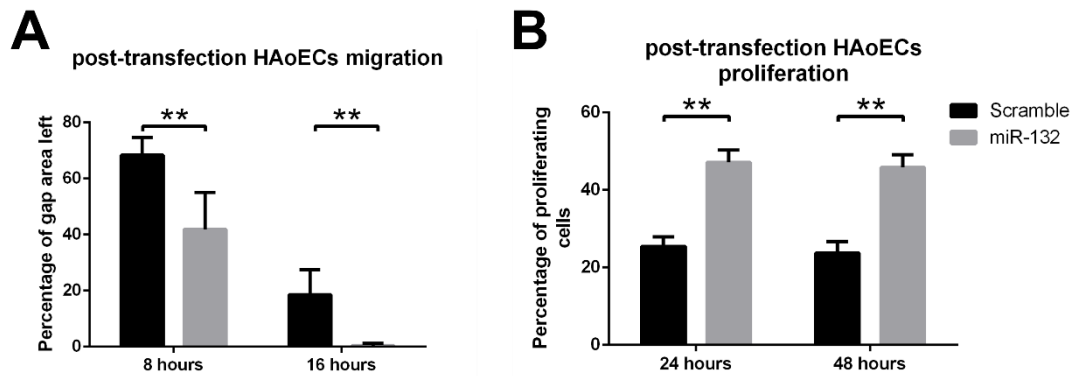 A
post-transfection HAoECs migration
Percentage of gap area left
80
60
40
20
0
**
**
8 hours
16 hours
B
post-transfection HAoECs
proliferation
Percentage of proliferating
cells
60
40
20
0
**
**
24 hours
48 hours
Scramble
miR-132